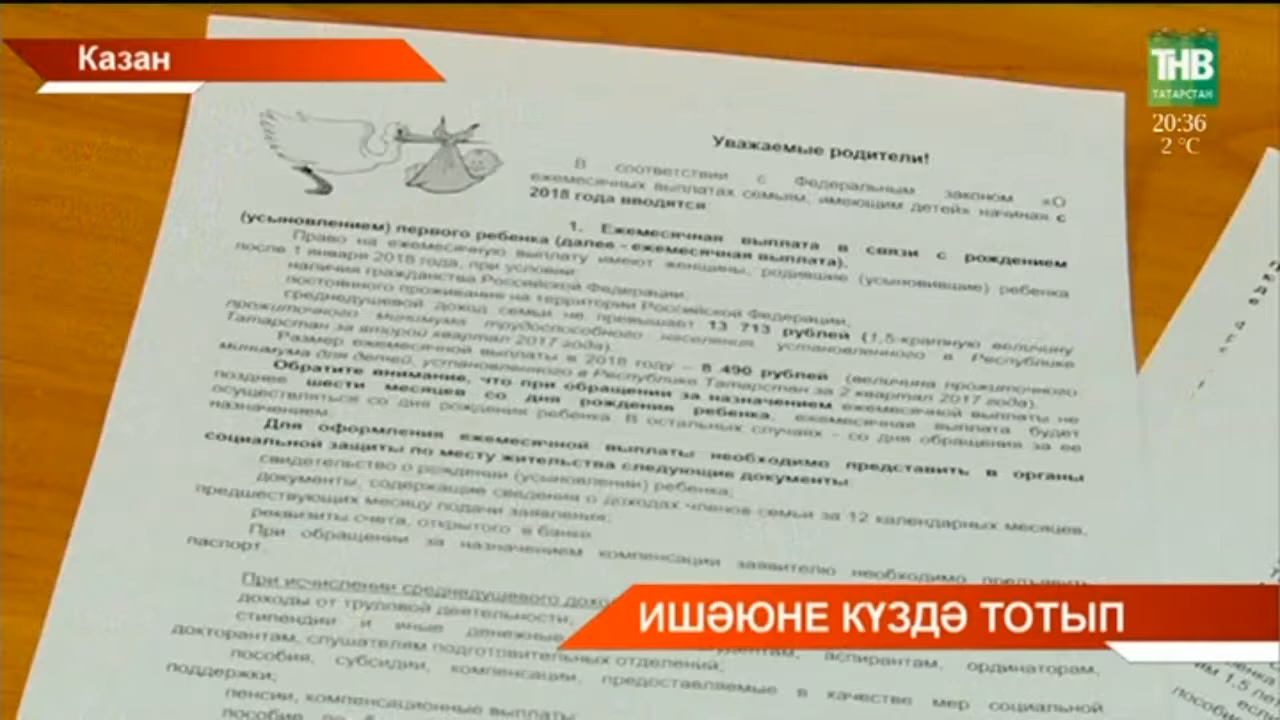 Казан
ТНВ
ТАТАРСТАН
20:36
2 °C
Уважаемые родители!
В соответствии с Федеральным законом «О
ежемесячных выплатах семьям, имеющим детей» начиная с
2018 года вводятся:
1. Ежемесячная выплата в связи с рождением
(усыновлением) первого ребенка (далее - ежемесячная выплата).
Право на ежемесячную выплату имеют женщины, родившие (усыновившие) ребенка
после 1 января 2018 года, при условии:
наличия гражданства Российской Федерации;
постоянного проживания на территории Российской Федерации;
среднедушевой доход семьи не превышает 13 713 рублей (1,5-кратную величину
прожиточного минимума трудоспособного населения, установленного в Республике
Татарстан за второй квартал 2017 года).
Размер ежемесячной выплаты в 2018 году – 8 490 рублей (величина прожиточного
минимума для детей, установленного в Республике Татарстан за 2 квартал 2017 года).
Обратите внимание, что при обращении за назначением ежемесячной выплаты не
позднее шести месяцев со дня рождения ребенка, ежемесячная выплата будет
осуществляться со дня рождения ребенка. В остальных случаях - со дня обращения за ее
назначением.
Для оформления ежемесячной выплаты необходимо представить в органы
социальной защиты по месту жительства следующие документы:
свидетельство о рождении (усыновлении) ребенка;
документы, содержащие сведения о доходах членов семьи за 12 календарных месяцев,
предшествующих месяцу подачи заявления;
реквизиты счета, открытого в банке.
При обращении за назначением компенсации заявителю необходимо предъявить
паспорт.
При исчислении среднедушевого
доходы от трудовой деятельности,
стипендии и иные денежные
аспирантам, ординаторам,
докторантам, слушателям подготовительных отделений;
пособия, субсидии, компенсации, предоставляемые в качестве мер социальной
поддержки;
пенсии, компенсационные выплаты
ИШӘЮНЕ КҮЗДӘ ТОТЫП